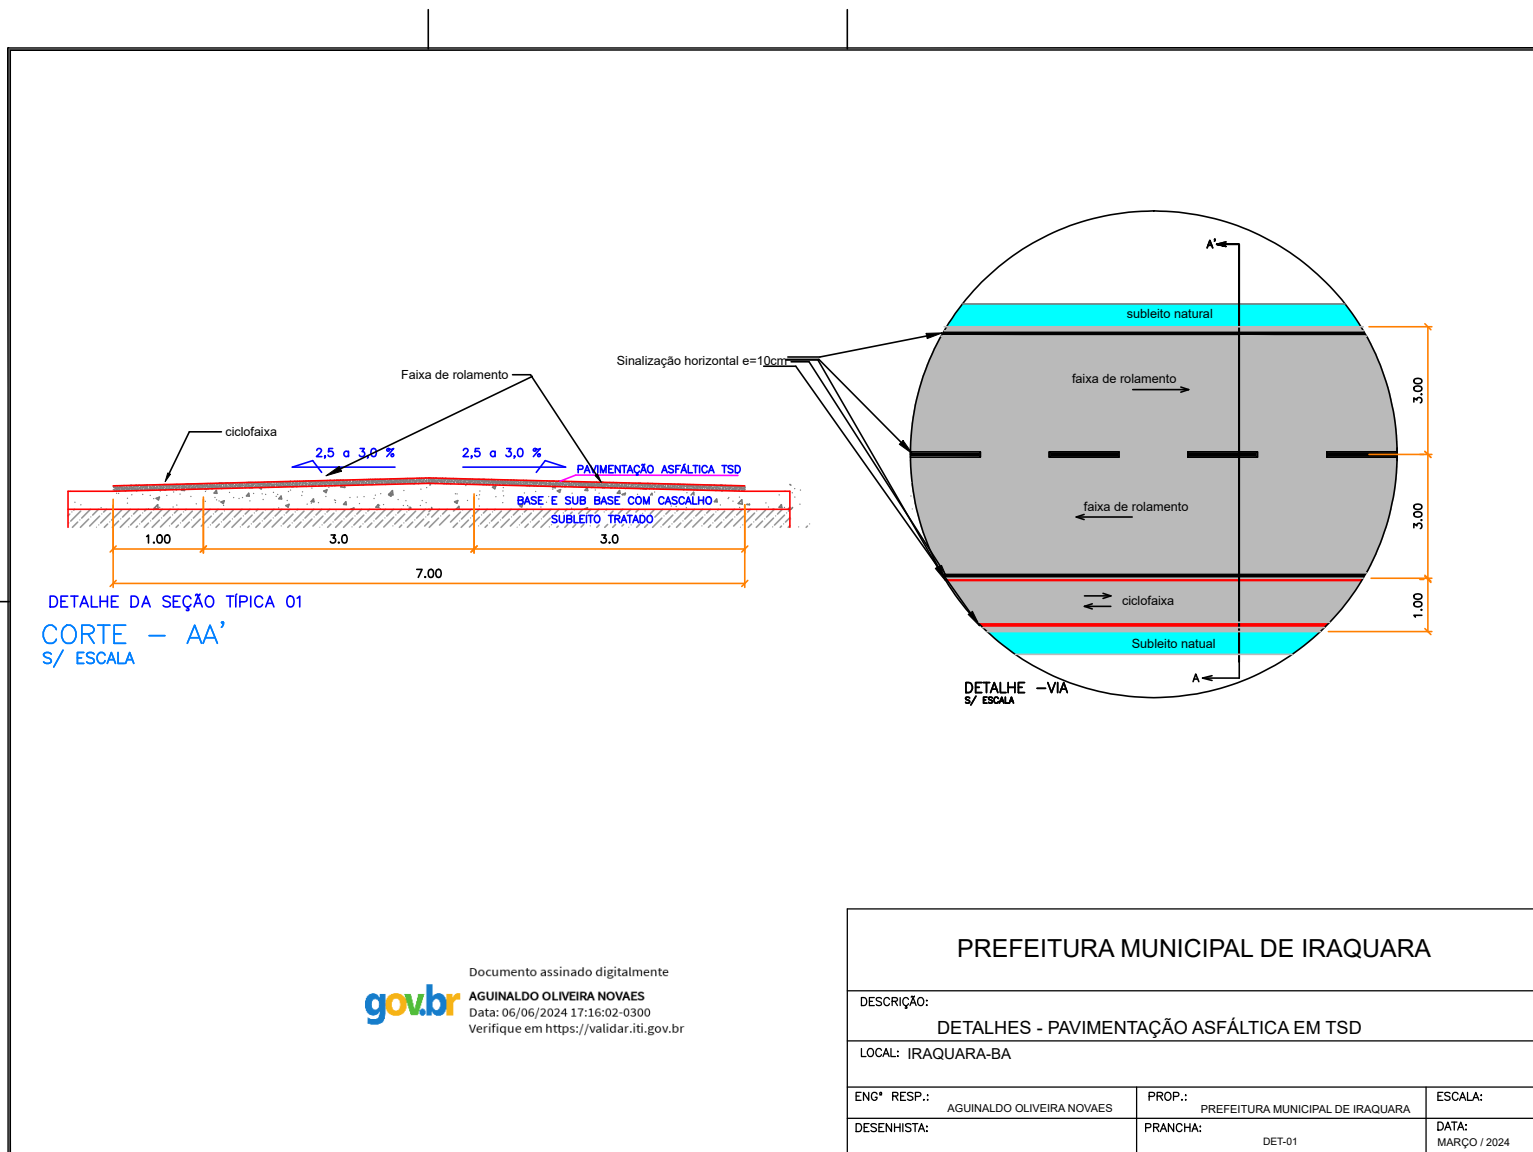 A'
subleito natural
Sinalização horizontal e=10cm
faixa de rolamento
3.00
Faixa de rolamento
ciclofaixa
2,5 a 3,0 %
2,5 a 3,0 %
PAVIMENTAÇÃO ASFÁLTICA TSD
BASE E SUB BASE COM CASCALHO
SUBLEITO TRATADO
1.00
3.0
3.0
7.00
DETALHE DA SEÇÃO TÍPICA 01
CORTE – AA'
S/ ESCALA
faixa de rolamento
3.00
ciclofaixa
1.00
Subleito natual
A
DETALHE –VIA
S/ ESCALA
gov.br
Documento assinado digitalmente
AGUINALDO OLIVEIRA NOVAES
Data: 06/06/2024 17:16:02-0300
Verifique em https://validar.iti.gov.br
PREFEITURA MUNICIPAL DE IRAQUARA
DESCRIÇÃO:
DETALHES - PAVIMENTAÇÃO ASFÁLTICA EM TSD
LOCAL: IRAQUARA-BA
ENGº RESP.: AGUINALDO OLIVEIRA NOVAES
PROP.: PREFEITURA MUNICIPAL DE IRAQUARA
ESCALA:
DESENHISTA:
PRANCHA: DET-01
DATA:
MARÇO / 2024